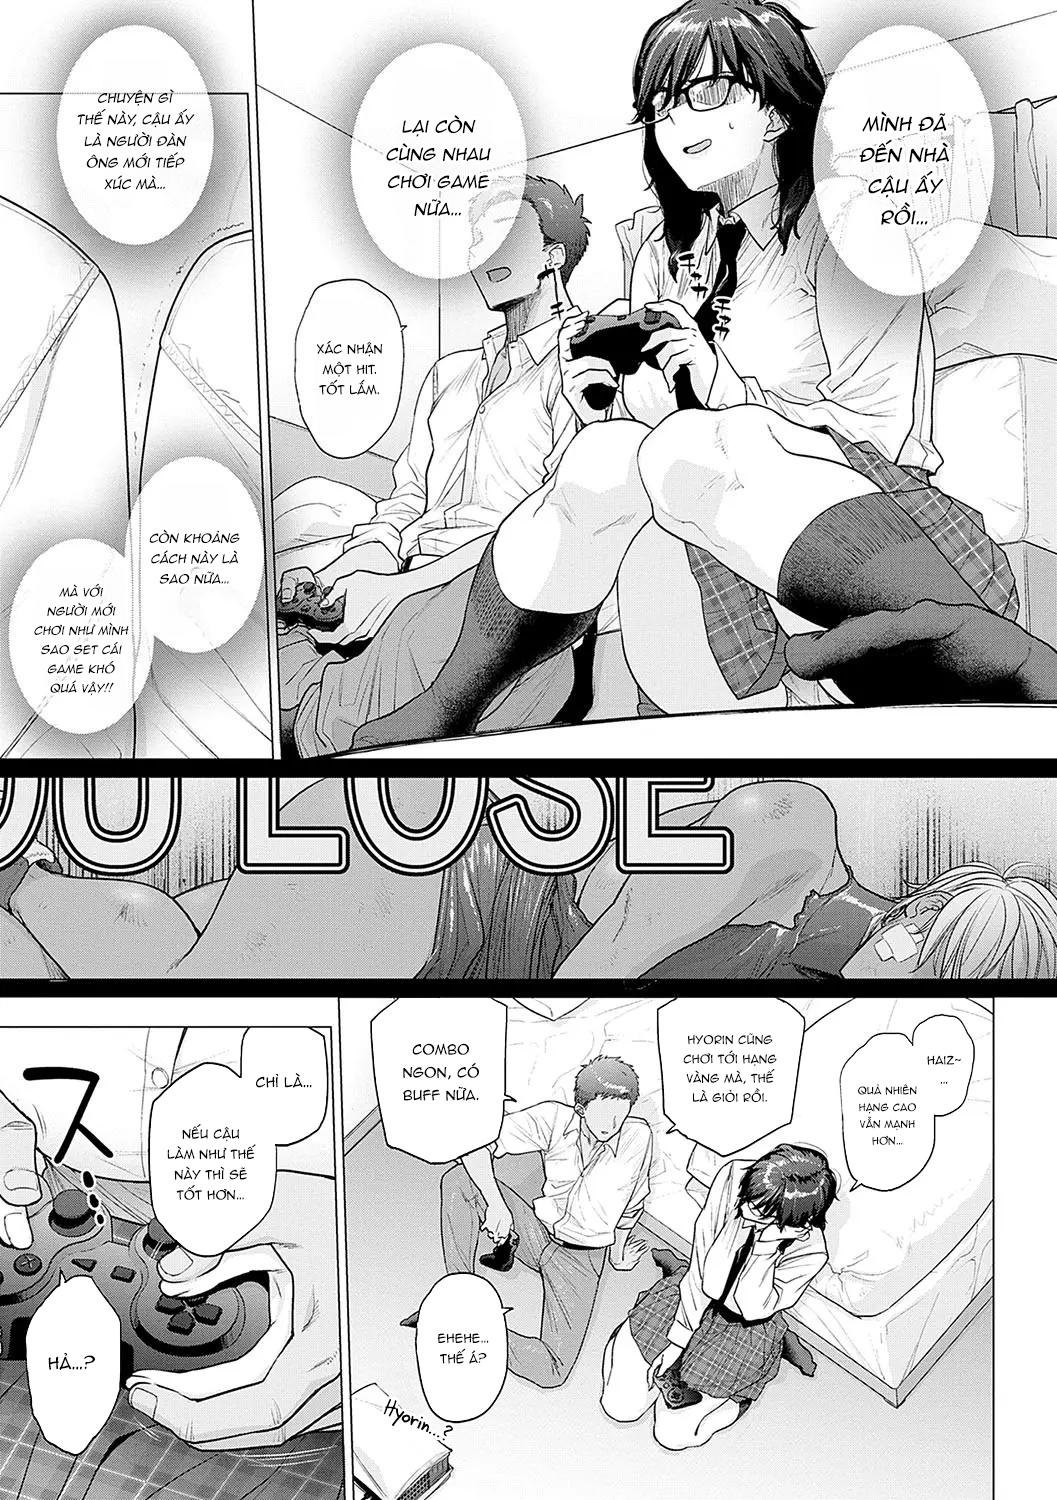 MÌNH ĐÃ
ĐẾN NHÀ
CẬU ẤY
RỒI...
LẠI CÒN
CÙNG NHAU
CHƠI GAME
NỮA...
XÁC NHẬN
MỘT HIT.
TỐT LẮM.
CHUYỆN GÌ
THẾ NÀY, CẬU ẤY
LÀ NGƯỜI ĐÀN
ÔNG MỚI TIẾP
XÚC MÀ...
CÒN KHOẢNG
CÁCH NÀY LÀ
SAO NỮA...
MÀ VỚI
NGƯỜI MỚI
CHƠI NHƯ MÌNH
SAO SET CÁI
GAME KHÓ
QUÁ VẬY!!
OU LOSE
HAIZ~
...
QUẢ NHIÊN
HẠNG CAO
VẪN MẠNH
HƠN...
HYORIN CŨNG
CHƠI TỚI HẠNG
VÀNG MÀ, THẾ
LÀ GIỎI RỒI.
COMBO
NGON, CÓ
BUFF NỮA.
EHEHE...
THẾ Á?
Hyorin...?
CHỈ LÀ...
NẾU CẬU
LÀM NHƯ THẾ
NÀY THÌ SẼ
TỐT HƠN...
ス...
HẢ...?